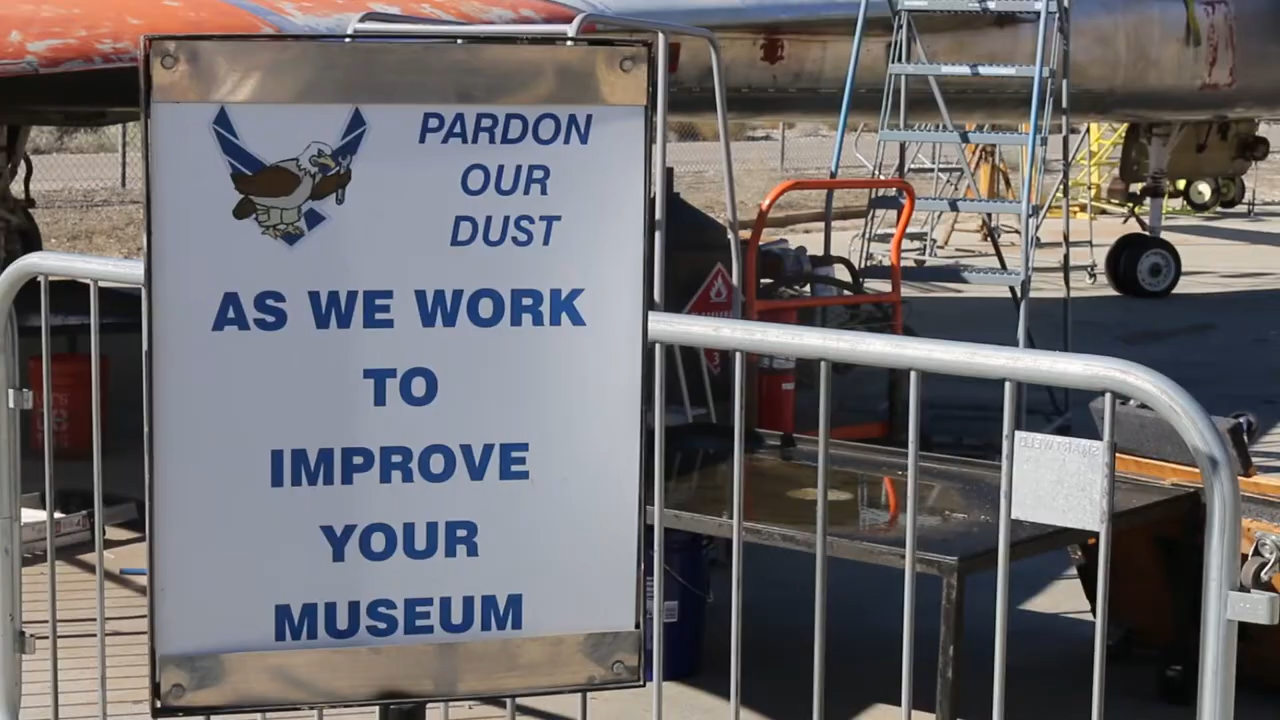 PARDON
OUR
DUST
AS WE WORK
TO
IMPROVE
YOUR
MUSEUM